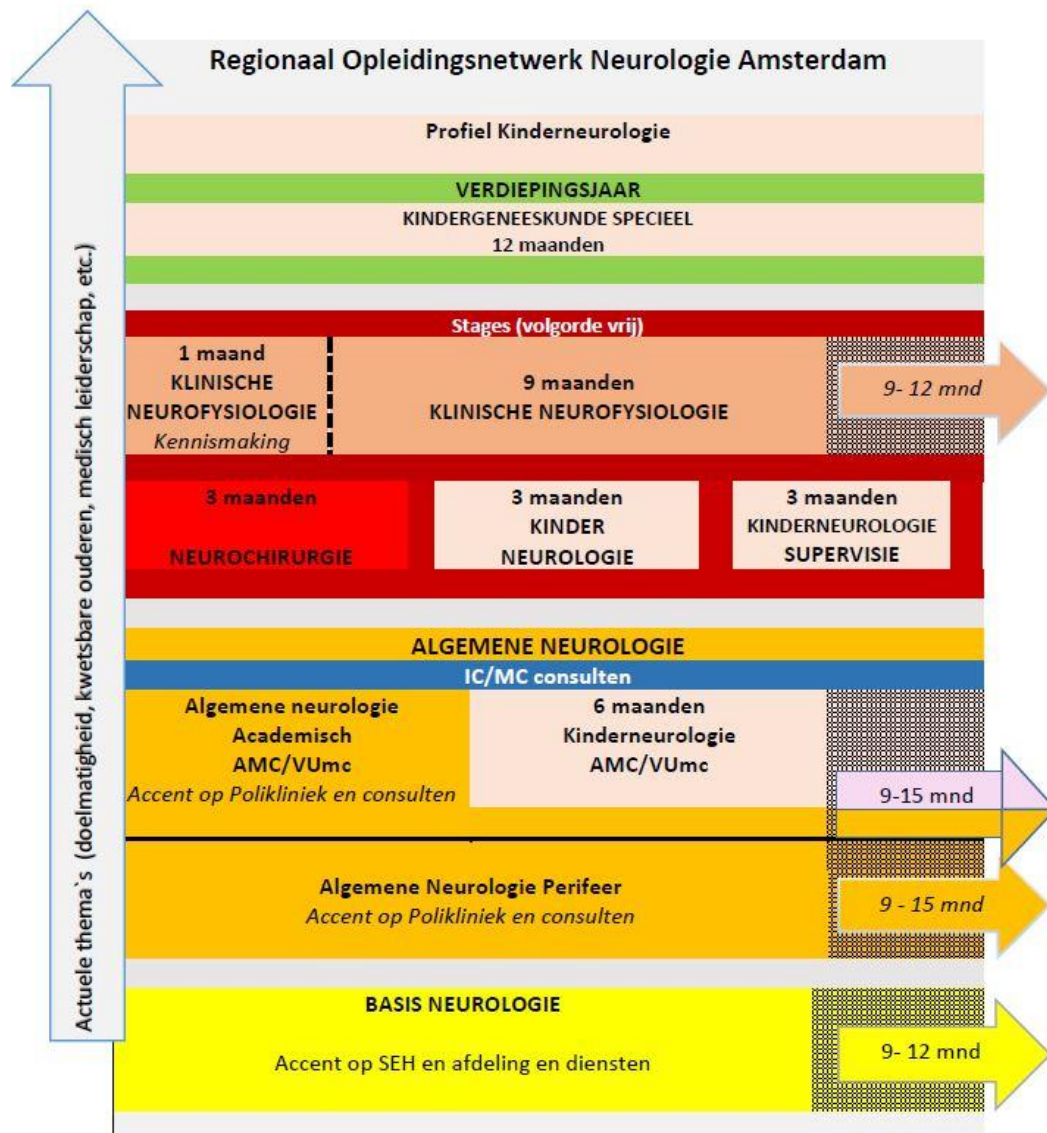 Regionaal Opleidingsnetwerk Neurologie Amsterdam
Profiel Kinderneurologie
VERDIEPINGSJAAR
KINDERGENEESKUNDE SPECIEEL
12 maanden
Stages (volgorde vrij)
1 maand
KLINISCHE
NEUROFYSIOLOGIE
Kennismaking
9 maanden
KLINISCHE NEUROFYSIOLOGIE
9- 12 mnd
3 maanden
NEUROCHIRURGIE
3 maanden
KINDER
NEUROLOGIE
3 maanden
KINDERNEUROLOGIE
SUPERVISIE
ALGEMENE NEUROLOGIE
IC/MC consulten
Algemene neurologie
Academisch
AMC/VUmc
Accent op Polikliniek en consulten
6 maanden
Kinderneurologie
AMC/VUmc
9-15 mnd
Algemene Neurologie Perifeer
Accent op Polikliniek en consulten
9 - 15 mnd
BASIS NEUROLOGIE
Accent op SEH en afdeling en diensten
9- 12 mnd
Actuele thema`s (doelmatigheid, kwetsbare ouderen, medisch leiderschap, etc.)